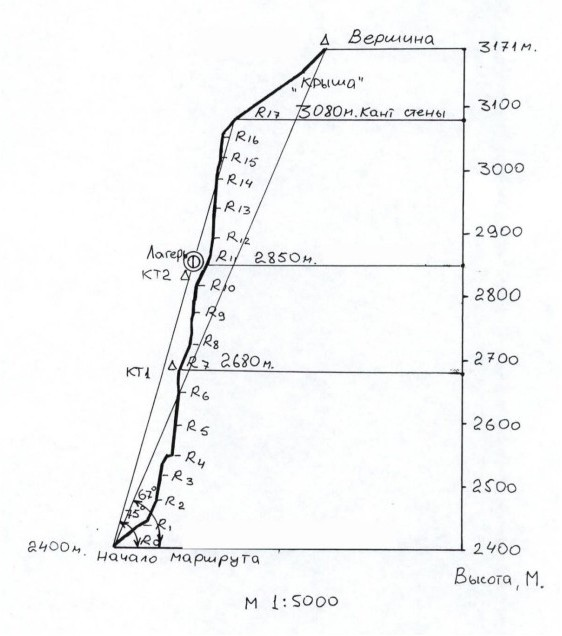 Вершина
3171м.
"Крыша"
3100
R17 3080м. Кант стены
R16
R15
3000
R14
R13
2900
R12
Лагерь
R11 2850м.
КТ2
R10
2800
R9
R8
2700
R7 2680м.
КТ1
R6
2600
R5
R4
R3
2500
67°
R2
75°
R1
R0
2400м.
2400
Начало маршрута
Высота, М.
М 1:5000